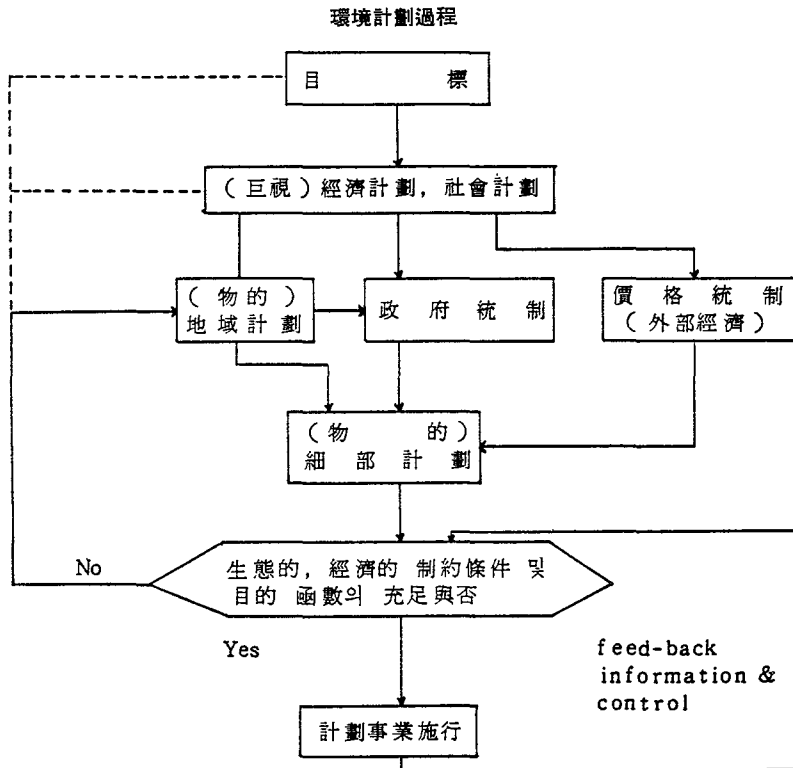 環境計劃過程
目 標
(巨視)經濟計劃, 社會計劃
(物的)
地域計劃
政府統制
價格統制
(外部經濟)
(物 的)
細部計劃
生態的, 經濟的 制約條件 및
目的 函數의 充足與否
No
Yes
feed-back
information &
control
計劃事業施行